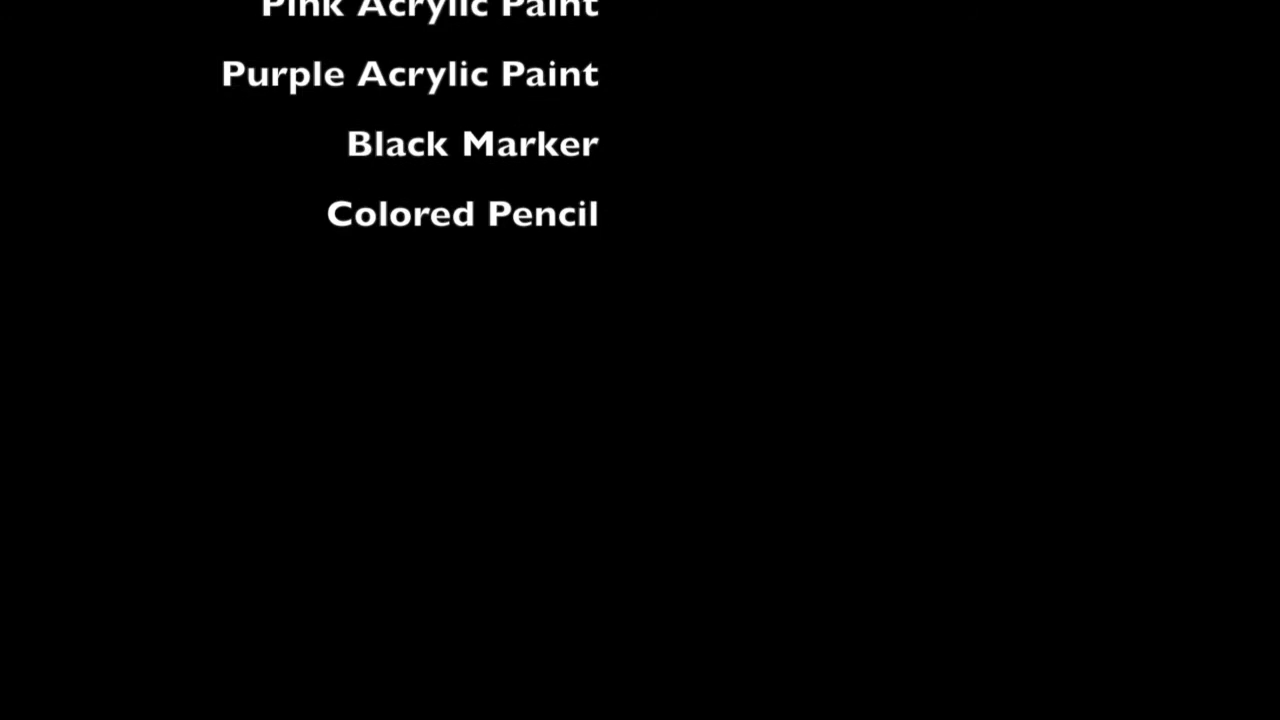 Pink Acrylic Paint
Purple Acrylic Paint
Black Marker
Colored Pencil